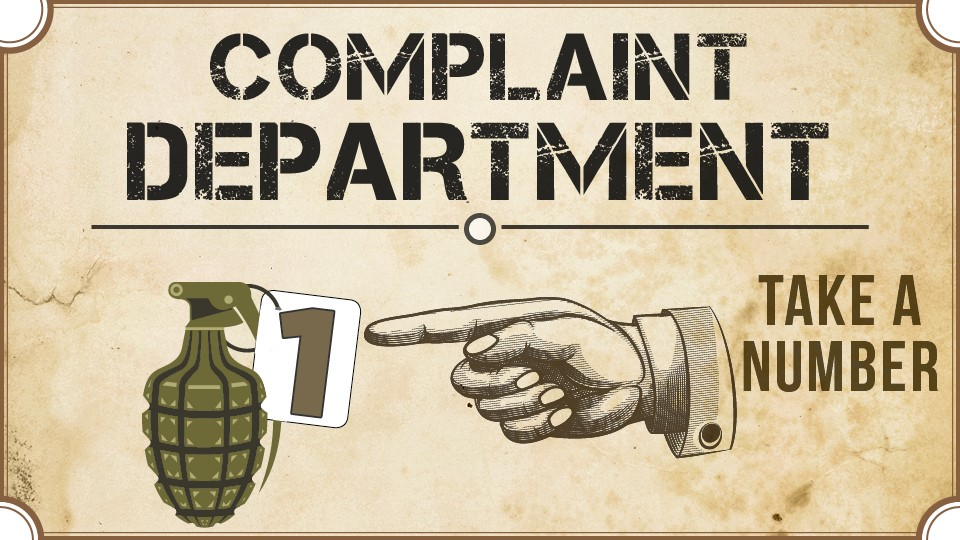 COMPLAINT
DEPARTMENT
1
TAKE A
NUMBER